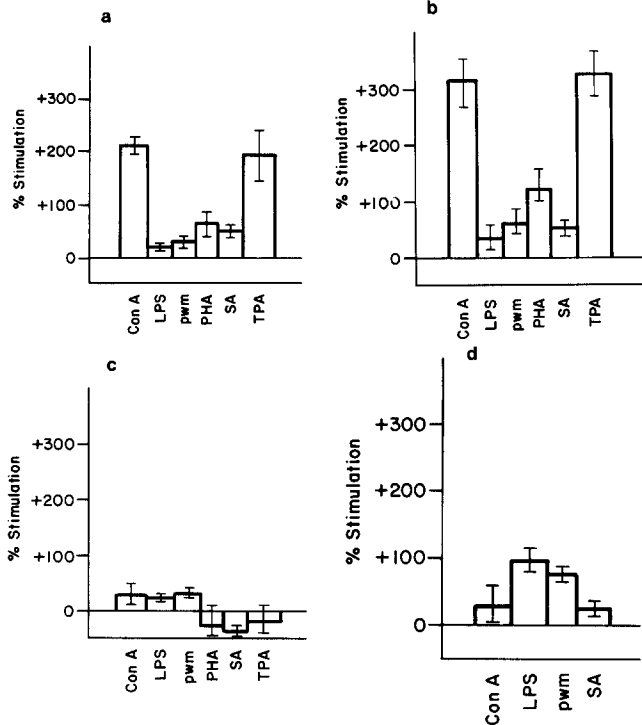 a
% Stimulation
+300
+200
+100
0
Con A
LPS
pwm
PHA
SA
TPA
b
% Stimulation
+300
+200
+100
0
Con A
LPS
pwm
PHA
SA
TPA
c
% Stimulation
+300
+200
+100
0
Con A
LPS
pwm
PHA
SA
TPA
d
% Stimulation
+300
+200
+100
0
Con A
LPS
pwm
SA